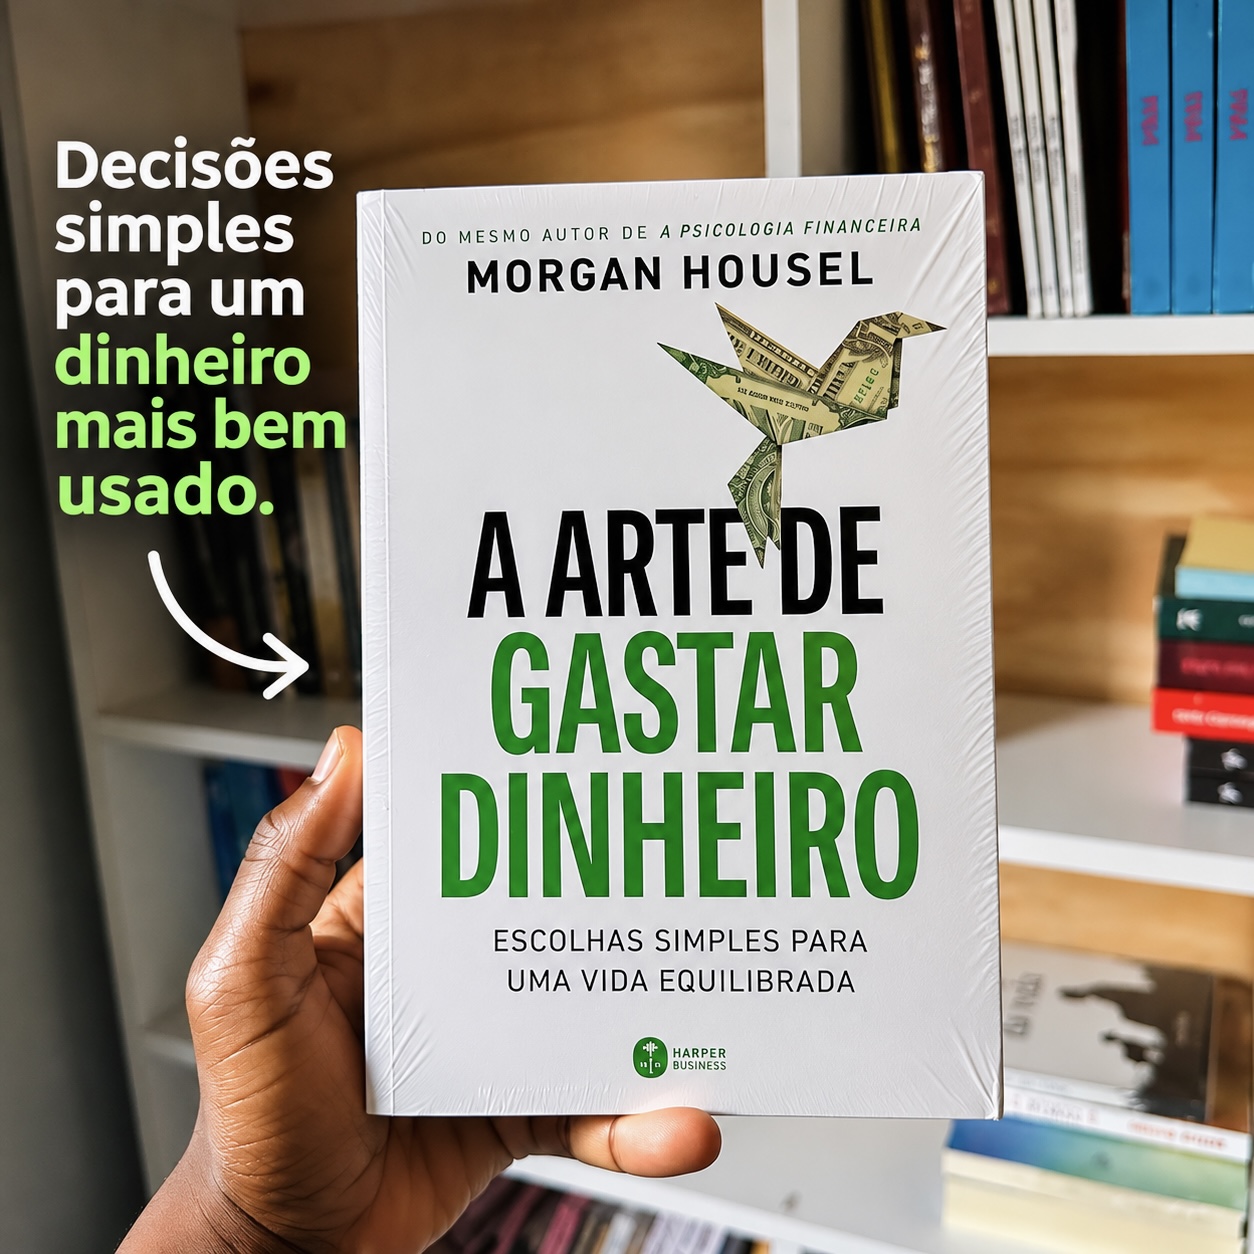 Decisões
simples
para um
dinheiro
mais bem
usado.
DO MESMO AUTOR DE A PSICOLOGIA FINANCEIRA
MORGAN HOUSEL
A ARTE DE
GASTAR
DINHEIRO
ESCOLHAS SIMPLES PARA
UMA VIDA EQUILIBRADA
HARPER
BUSINESS